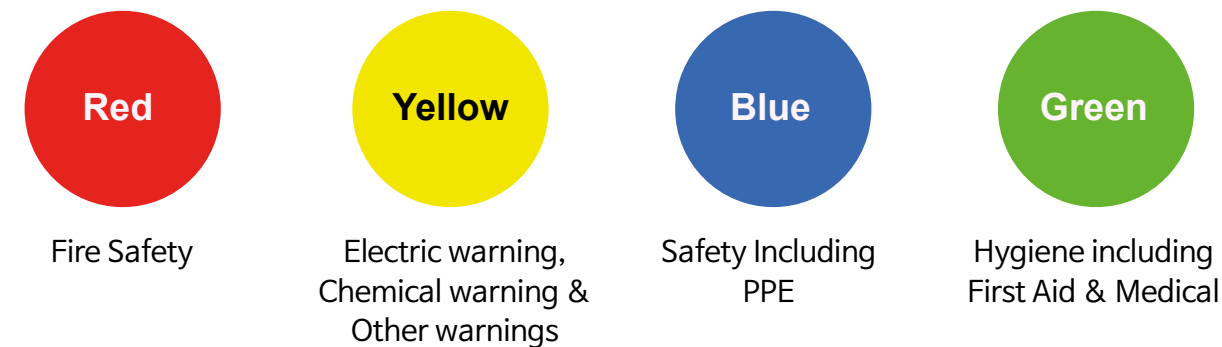 Red
Fire Safety
Yellow
Electric warning,
Chemical warning &
Other warnings
Blue
Safety Including
PPE
Green
Hygiene including
First Aid & Medical